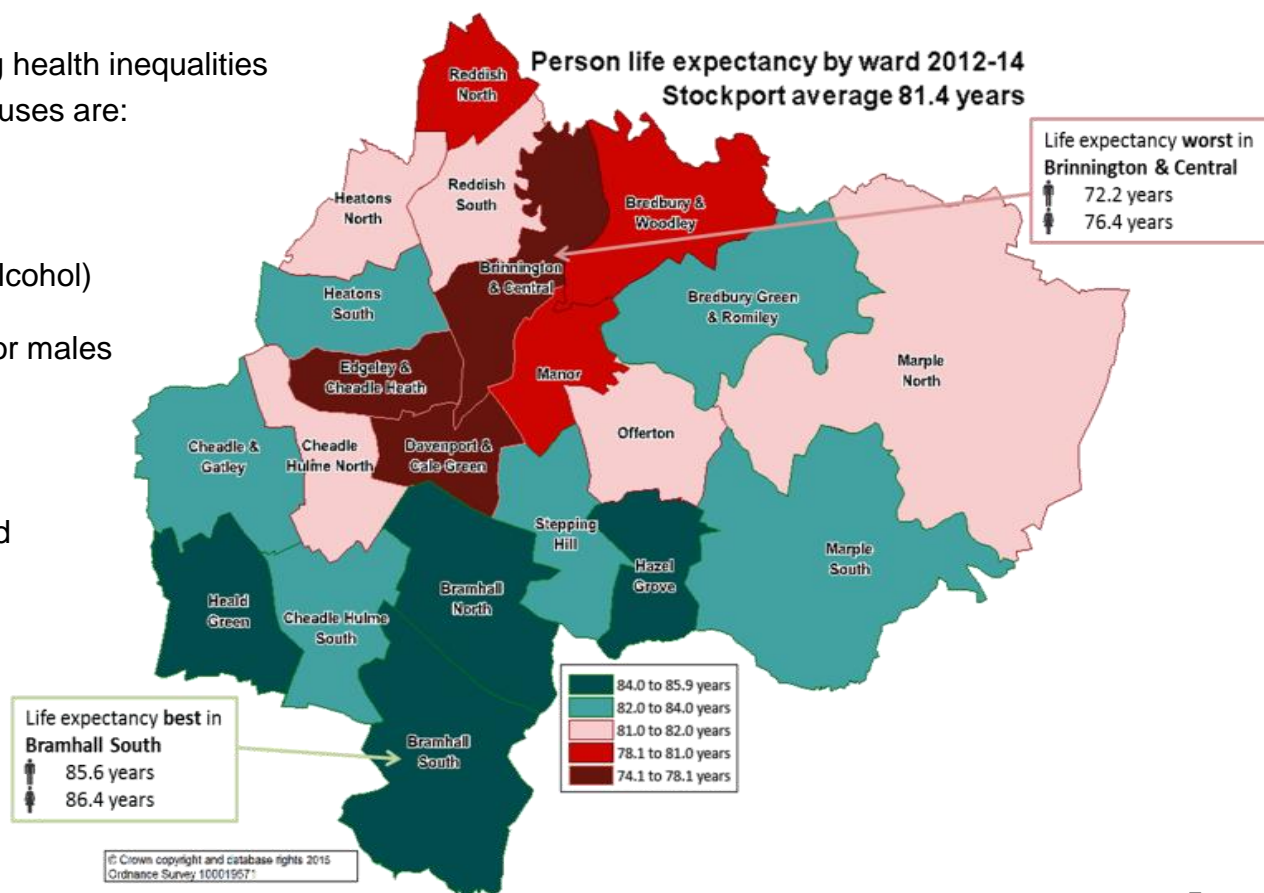 g health inequalities
uses are:
lcohol)
or males
d
Person life expectancy by ward 2012-14
Stockport average 81.4 years
Life expectancy worst in
Brinnington & Central
72.2 years
76.4 years
Reddish
North
Reddish
South
Heatons
North
Bredbury &
Woodley
Brinnington
& Central
Heatons
South
Bredbury Green
& Romiley
Marple
North
Edgeley &
Cheadle Heath
Manor
Offerton
Cheadle &
Gatley
Cheadle
Hulme North
Davenport &
Cale Green
Stepping
Hill
Hazel
Grove
Marple
South
Heald
Green
Cheadle Hulme
South
Bramhall
North
Bramhall
South
84.0 to 85.9 years
82.0 to 84.0 years
81.0 to 82.0 years
78.1 to 81.0 years
74.1 to 78.1 years
Life expectancy best in
Bramhall South
85.6 years
86.4 years
© Crown copyright and database rights 2015
Ordnance Survey 100019571